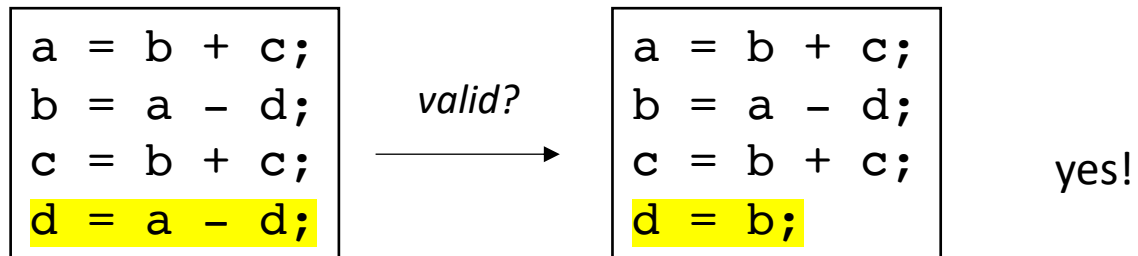 a = b + c;
b = a - d;
c = b + c;
d = a - d;
valid?
a = b + c;
b = a - d;
c = b + c;
d = b;
yes!